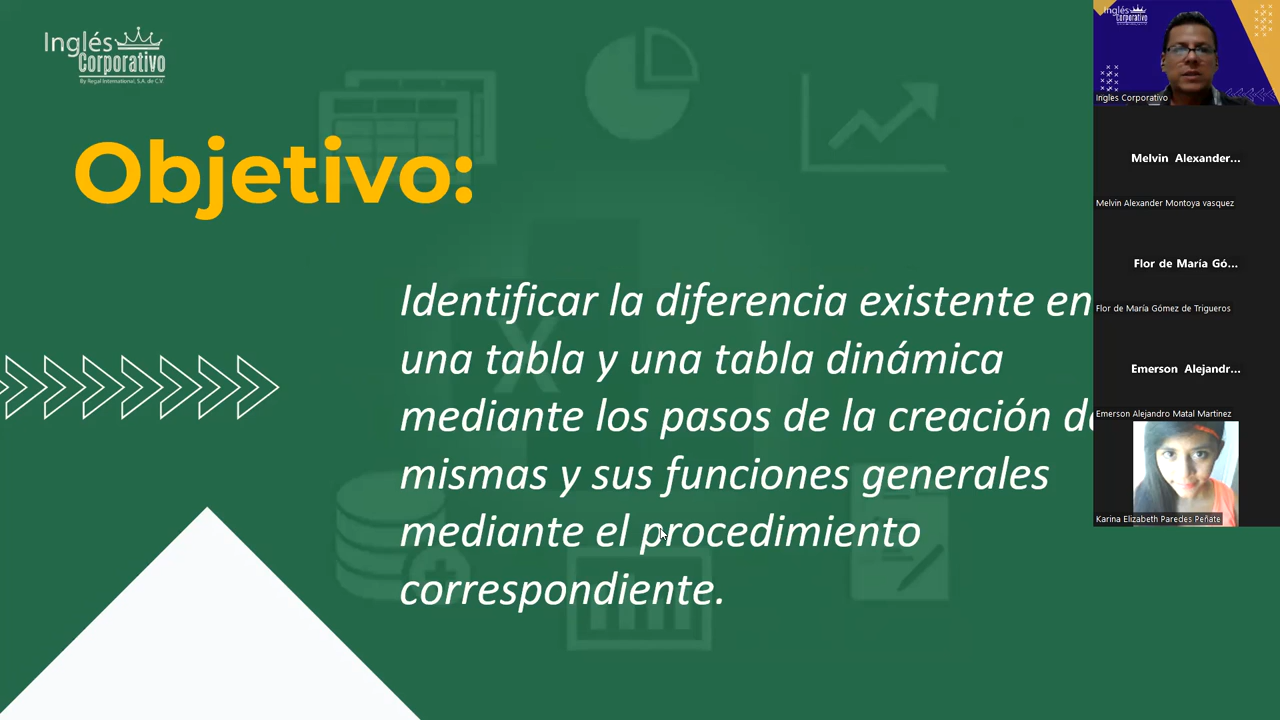 Inglés
Corporativo
By Regal International, S.A. de C.V.
Objetivo:
Identificar la diferencia existente en
una tabla y una tabla dinámica
mediante los pasos de la creación
mismas y sus funciones generales
mediante el procedimiento
correspondiente.
Inglés
Corporativo
Ingles Corporativo
Melvin Alexander...
Melvin Alexander Montoya vasquez
Flor de María Gó...
Flor de María Gómez de Trigueros
Emerson Alejandr...
Emerson Alejandro Matal Martinez
Karina Elizabeth Paredes Peñate